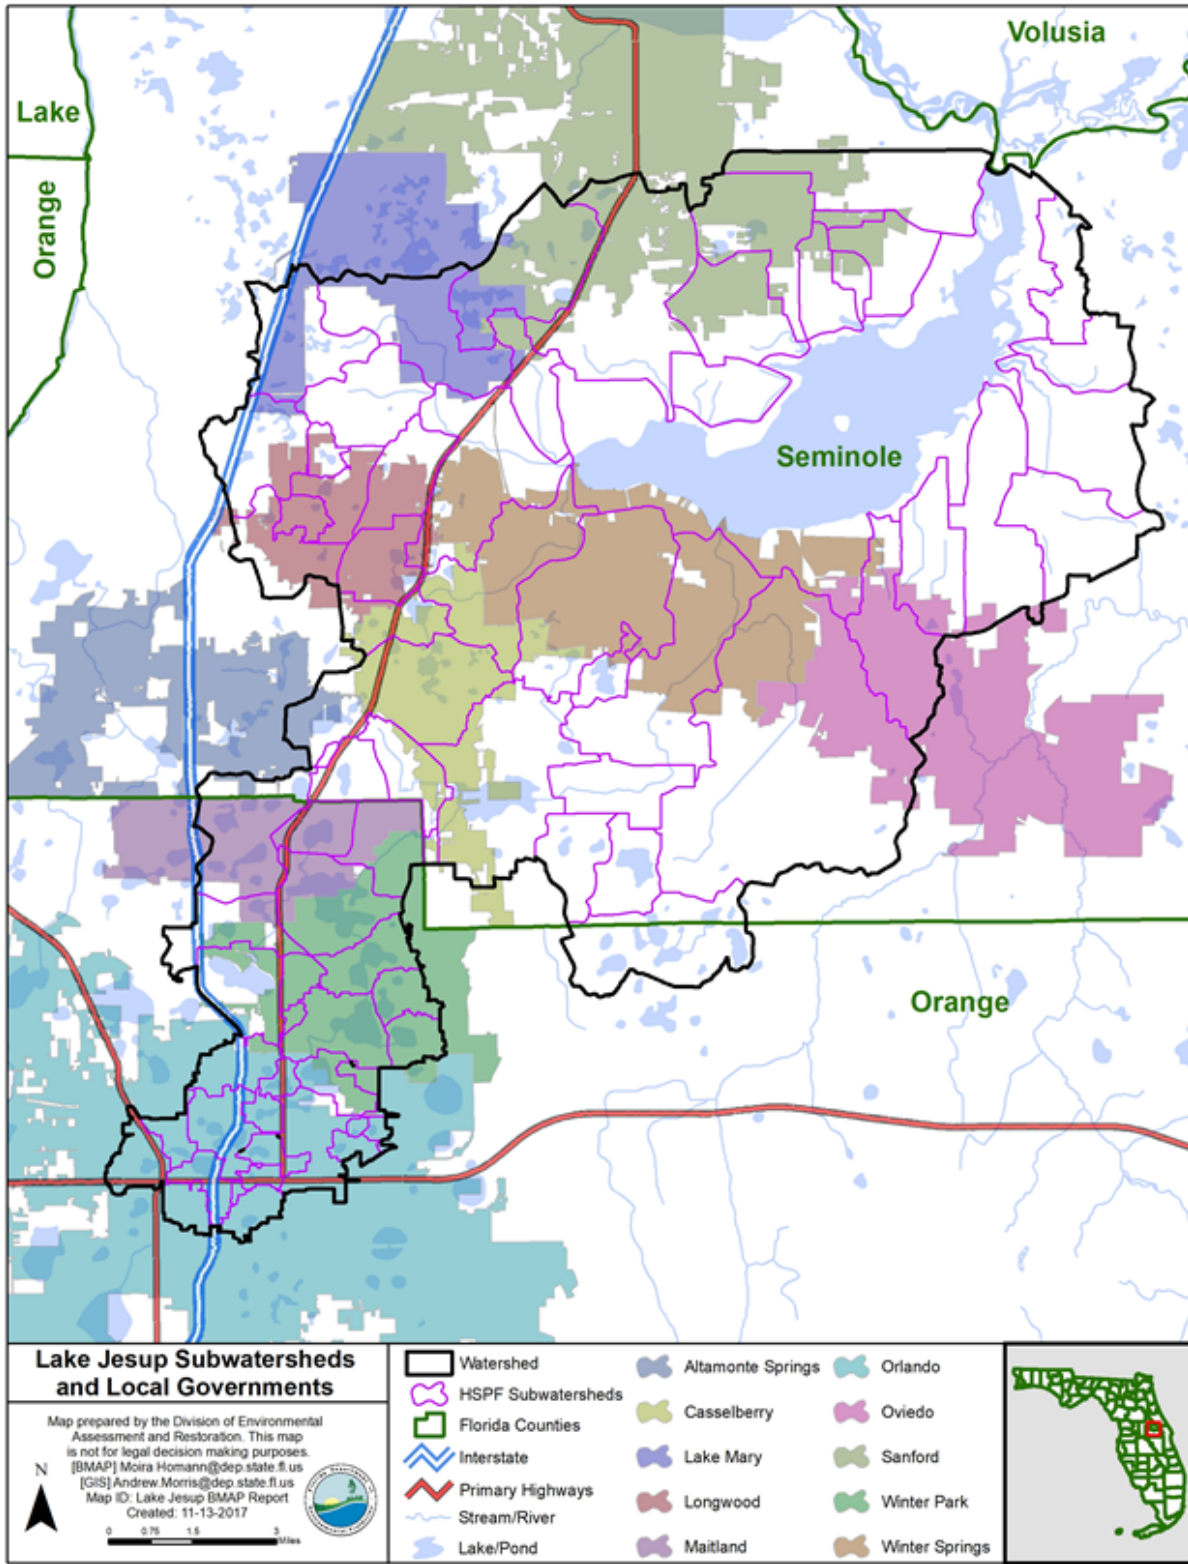 Volusia
Lake
Orange
Seminole
Orange
Lake Jesup Subwatersheds
and Local Governments
Map prepared by the Division of Environmental
Assessment and Restoration. This map
is not for legal decision making purposes.
[BMAP] Moira Homann@dep.state.fl.us
[GIS] Andrew.Morris@dep.state.fl.us
Map ID: Lake Jesup BMAP Report
Created: 11-13-2017
N
0 0.75 1.5 3
Miles
Watershed
HSPF Subwatersheds
Florida Counties
Interstate
Primary Highways
Stream/River
Lake/Pond
Altamonte Springs
Casselberry
Lake Mary
Longwood
Maitland
Orlando
Oviedo
Sanford
Winter Park
Winter Springs